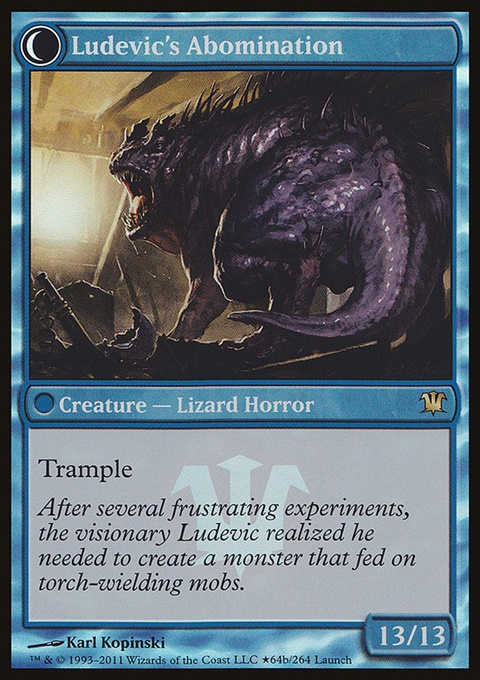 Ludevic's Abomination
Creature — Lizard Horror
Trample
After several frustrating experiments,
the visionary Ludevic realized he
needed to create a monster that fed on
torch-wielding mobs.
13/13
Karl Kopinski
™ & © 1993–2011 Wizards of the Coast LLC ★64b/264 Launch